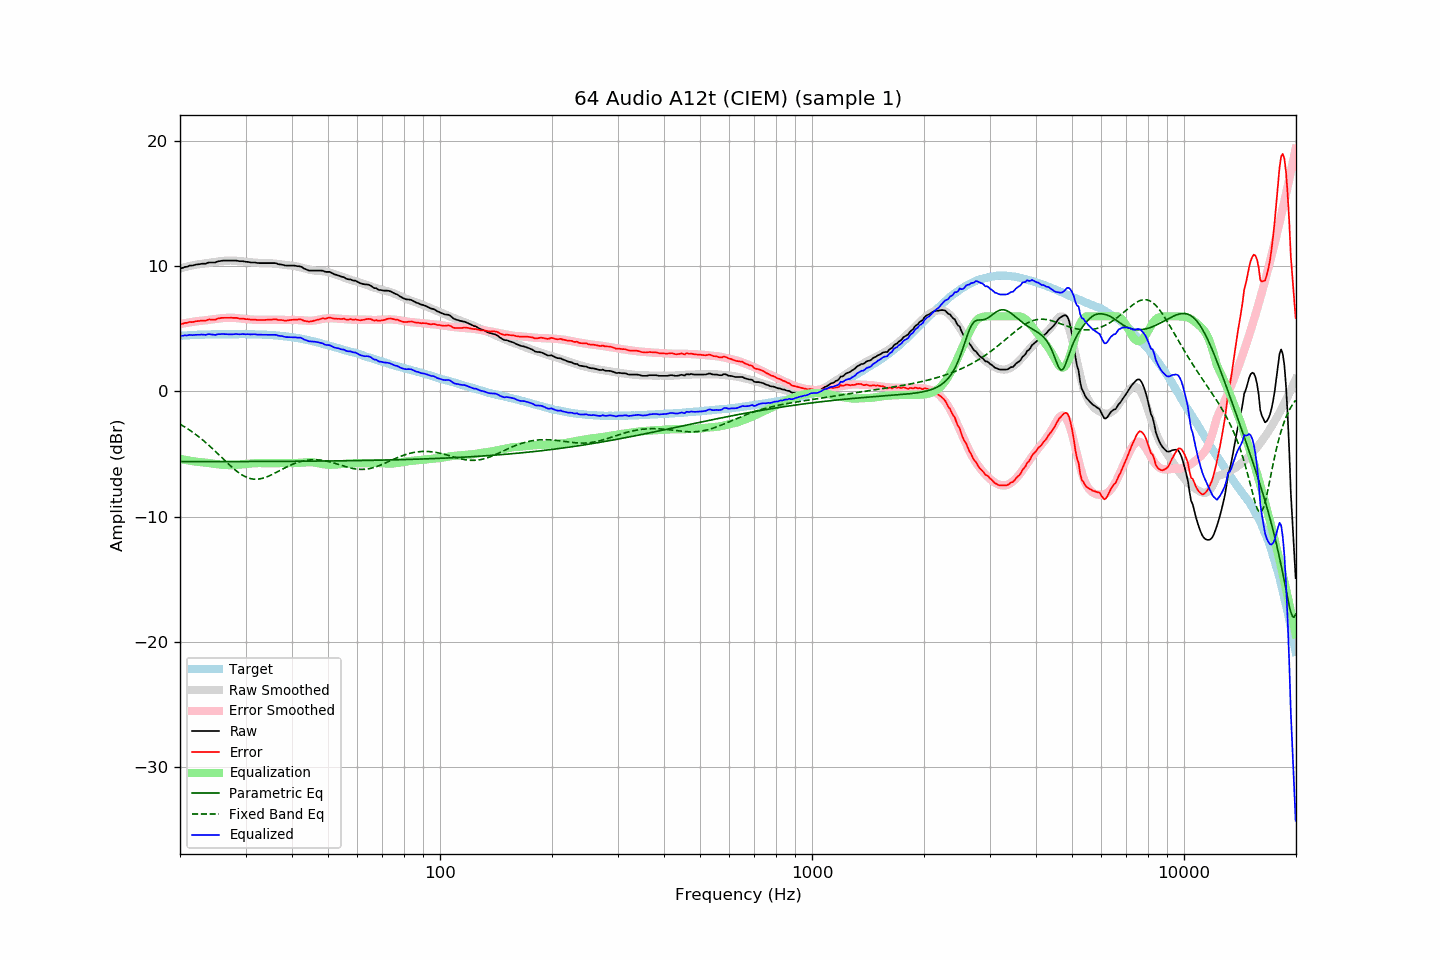 64 Audio A12t (CIEM) (sample 1)
20
10
0
−10
−20
−30
Amplitude (dBr)
Target
Raw Smoothed
Error Smoothed
Raw
Error
Equalization
Parametric Eq
Fixed Band Eq
Equalized
100
1000
10000
Frequency (Hz)